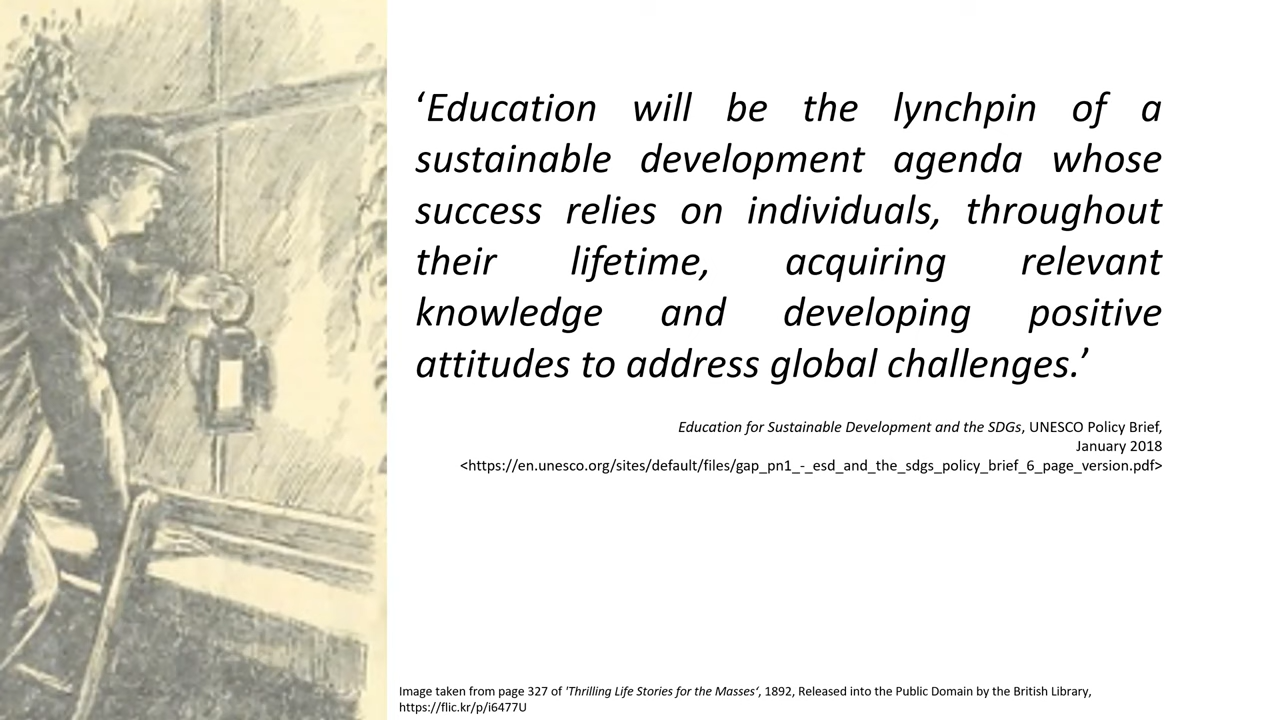 ‘Education will be the lynchpin of a
sustainable development agenda whose
success relies on individuals, throughout
their lifetime, acquiring relevant
knowledge and developing positive
attitudes to address global challenges.’
Education for Sustainable Development and the SDGs, UNESCO Policy Brief,
January 2018
<https://en.unesco.org/sites/default/files/gap_pn1_-_esd_and_the_sdgs_policy_brief_6_page_version.pdf>
Image taken from page 327 of 'Thrilling Life Stories for the Masses‘, 1892, Released into the Public Domain by the British Library,
https://flic.kr/p/i6477U